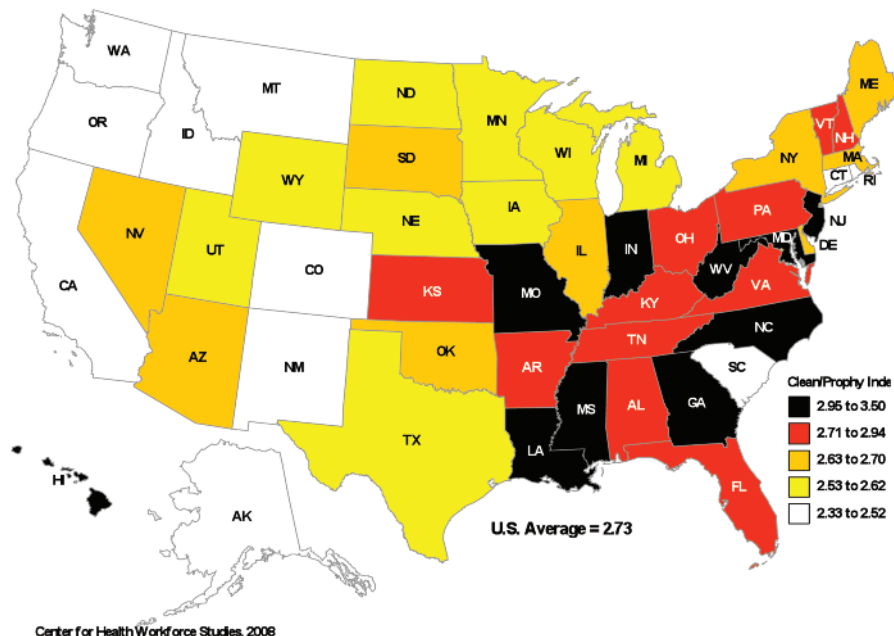 WA
MT
ND
ME
OR
ID
MN
VT
NH
SD
WI
NY
MA
WY
MI
CT
RI
IA
PA
NE
NJ
NV
OH
MD
DE
UT
IL
IN
CO
WV
CA
KS
MO
VA
KY
NC
TN
AZ
OK
NM
AR
SC
Clean/Prophy Inde
MS
AL
GA
2.95 to 3.50
TX
LA
2.71 to 2.94
2.63 to 2.70
HI
FL
2.53 to 2.62
AK
U.S. Average = 2.73
2.33 to 2.52
Center for Health Workforce Studies, 2008